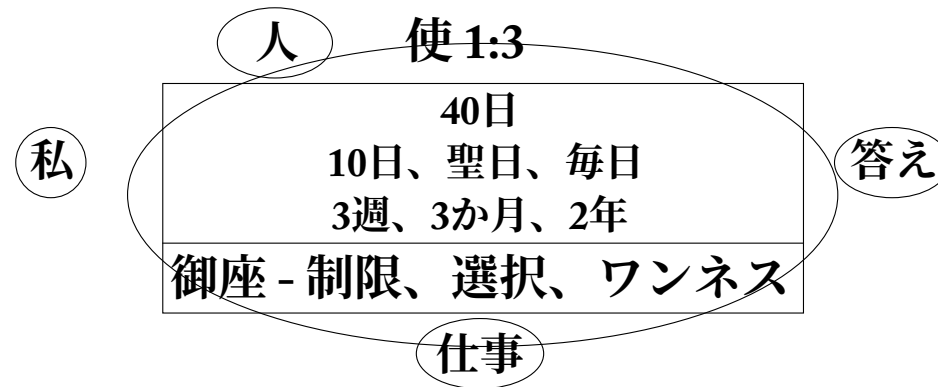 人
使 1:3
40日
10日、聖日、毎日
3週、3か月、2年
私
答え
御座 - 制限、選択、ワンネス
仕事